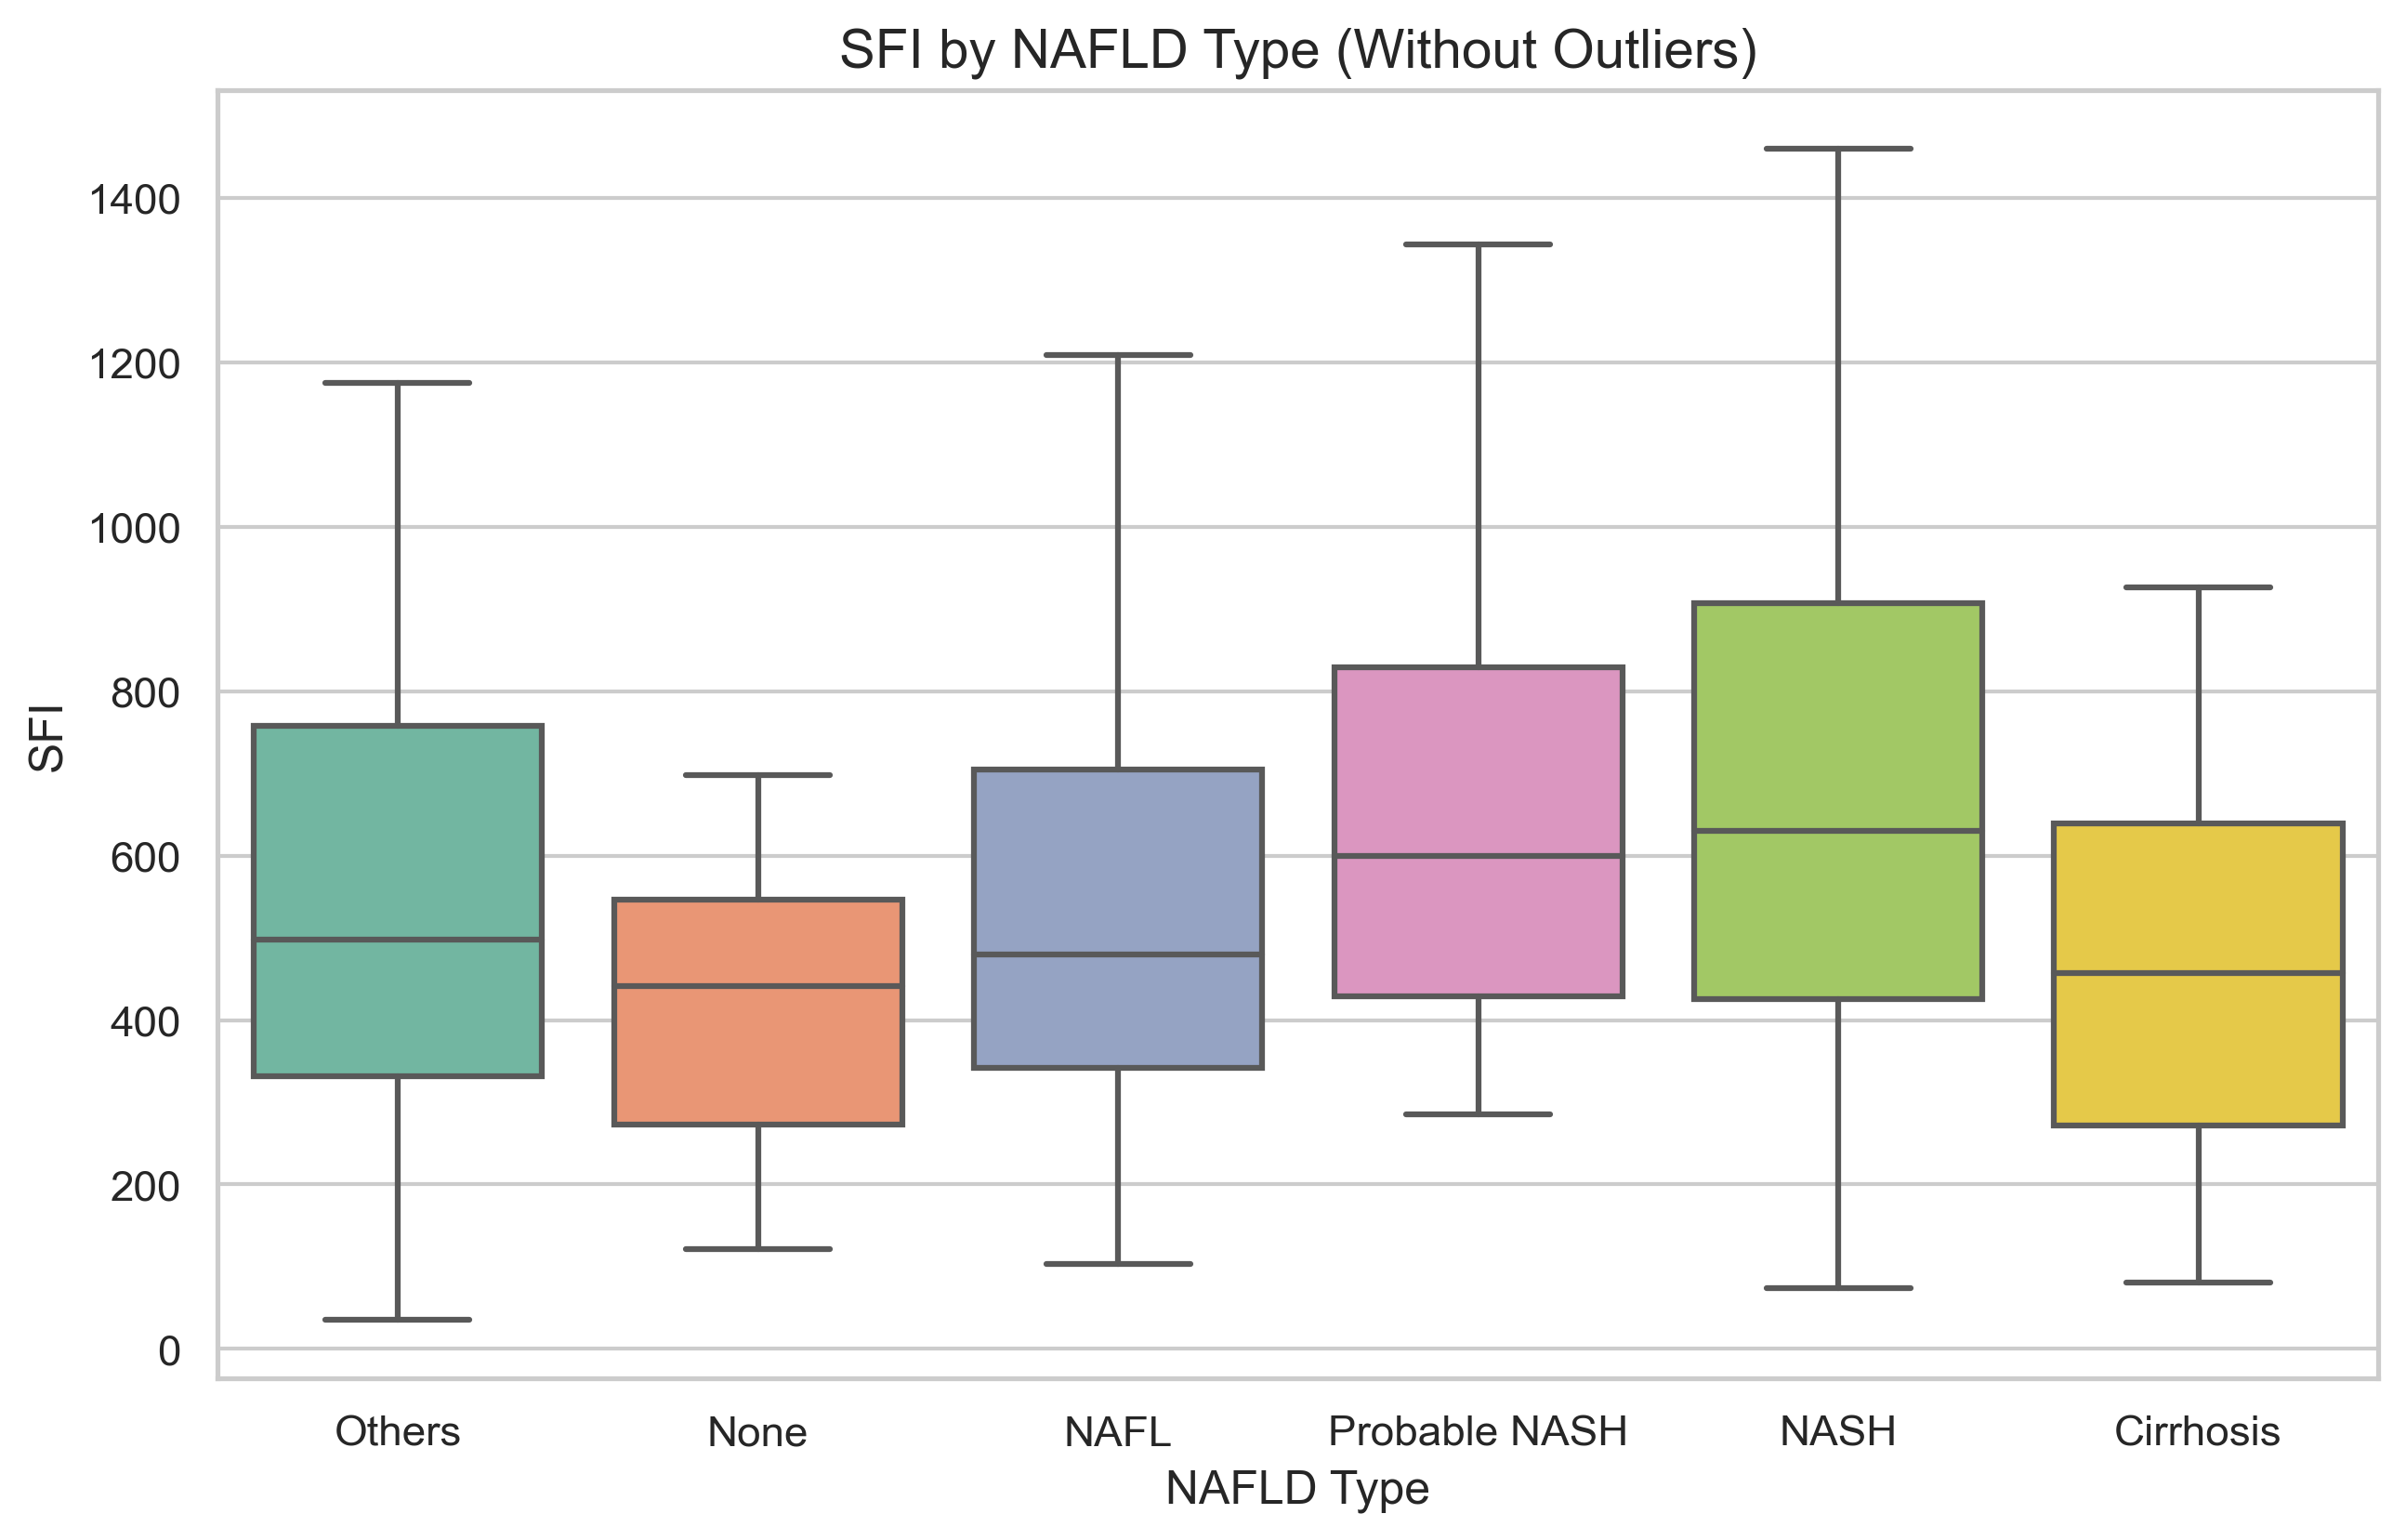 SFI by NAFLD Type (Without Outliers)
SFI
1400
1200
1000
800
600
400
200
0
Others
None
NAFL
Probable NASH
NASH
Cirrhosis
NAFLD Type